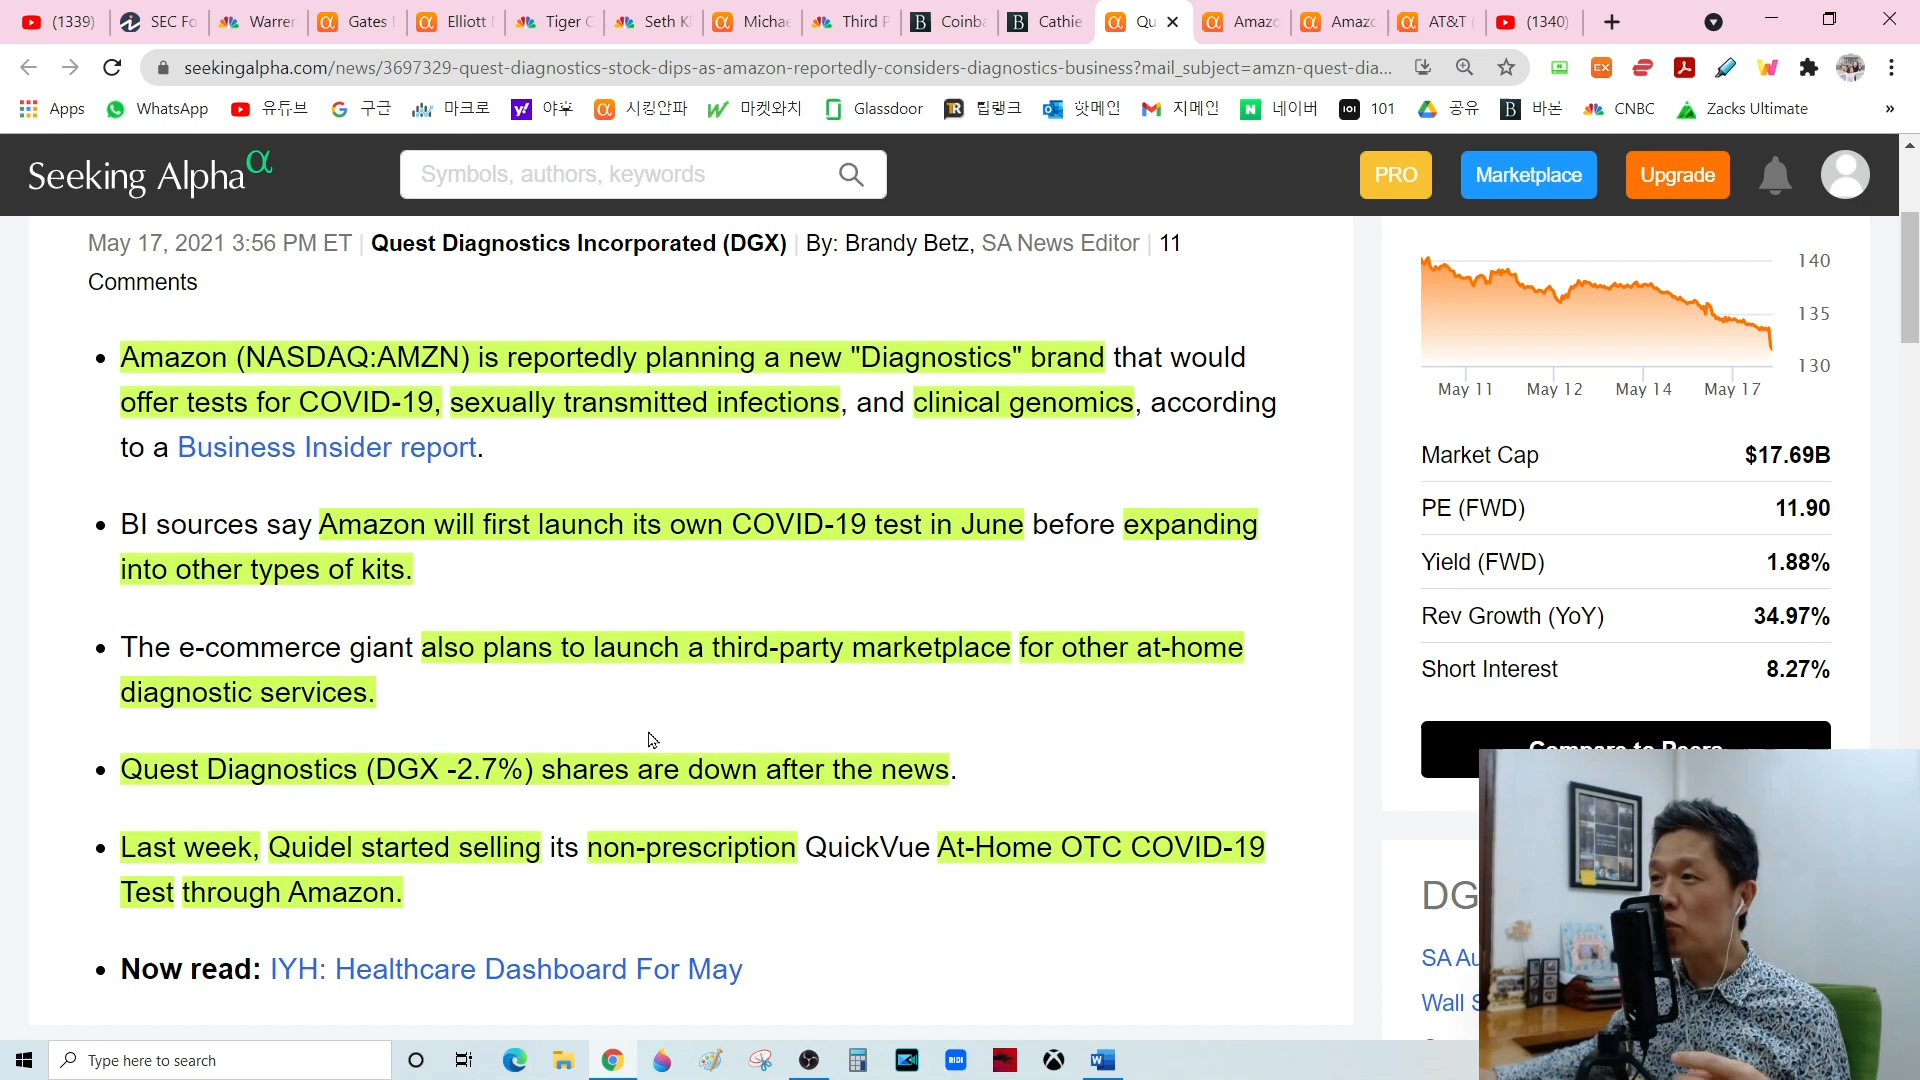 (1339)
SEC Fo
Warren
Gates
Elliott
Tiger
Seth K
Michae
Third P
Coinba
Cathie
Qu
Amazo
Amazo
AT&T
(1340)
seekingalpha.com/news/3697329-quest-diagnostics-stock-dips-as-amazon-reportedly-considers-diagnostics-business?mail_subject=amzn-quest-dia...
Apps WhatsApp 유튜브 구글 마크로 야후 시킹알파 마켓와치 Glassdoor 팁랭크 핫메인 지메인 네이버 101 공유 바론 CNBC Zacks Ultimate »
Seeking Alpha α
Symbols, authors, keywords
PRO
Marketplace
Upgrade
May 17, 2021 3:56 PM ET | Quest Diagnostics Incorporated (DGX) | By: Brandy Betz, SA News Editor | 11
Comments
• Amazon (NASDAQ:AMZN) is reportedly planning a new "Diagnostics" brand that would
offer tests for COVID-19, sexually transmitted infections, and clinical genomics, according
to a Business Insider report.
• BI sources say Amazon will first launch its own COVID-19 test in June before expanding
into other types of kits.
• The e-commerce giant also plans to launch a third-party marketplace for other at-home
diagnostic services.
• Quest Diagnostics (DGX -2.7%) shares are down after the news.
• Last week, Quidel started selling its non-prescription QuickVue At-Home OTC COVID-19
Test through Amazon.
• Now read: IYH: Healthcare Dashboard For May
140
135
130
May 11 May 12 May 14 May 17
Market Cap $17.69B
PE (FWD) 11.90
Yield (FWD) 1.88%
Rev Growth (YoY) 34.97%
Short Interest 8.27%
Compare to Peers
DG
SA Au
Wall S
Type here to search
RIDI